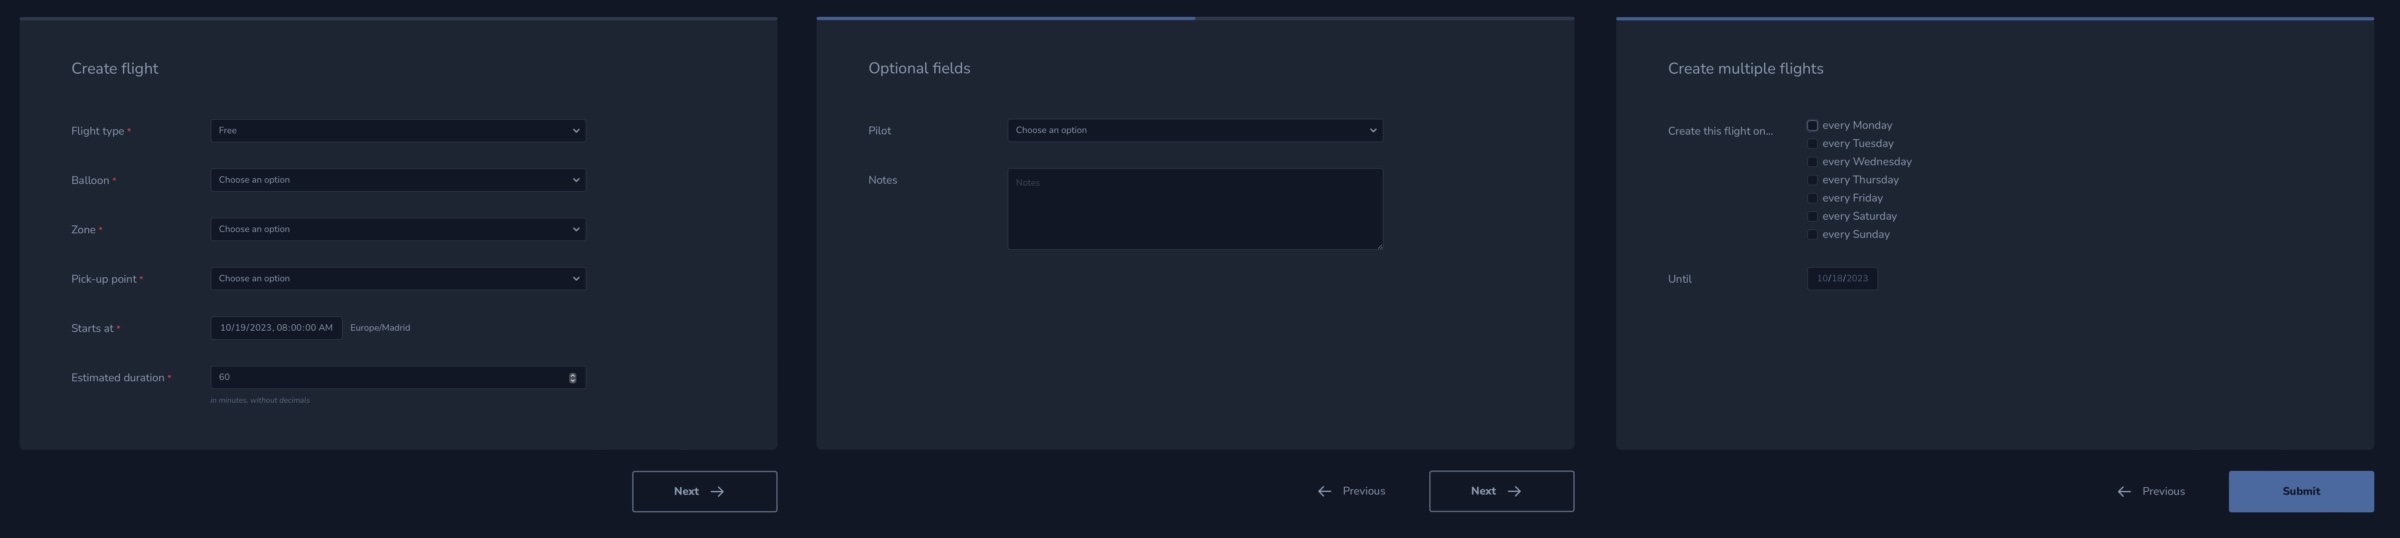 Create flight
Flight type *
Free
Balloon *
Choose an option
Zone *
Choose an option
Pick-up point *
Choose an option
Starts at *
10/19/2023, 08:00:00 AM
Europe/Madrid
Estimated duration *
60
in minutes, without decimals
Next →
Optional fields
Pilot
Choose an option
Notes
Notes
← Previous
Next →
Create multiple flights
Create this flight on...
every Monday
every Tuesday
every Wednesday
every Thursday
every Friday
every Saturday
every Sunday
Until
10/18/2023
← Previous
Submit